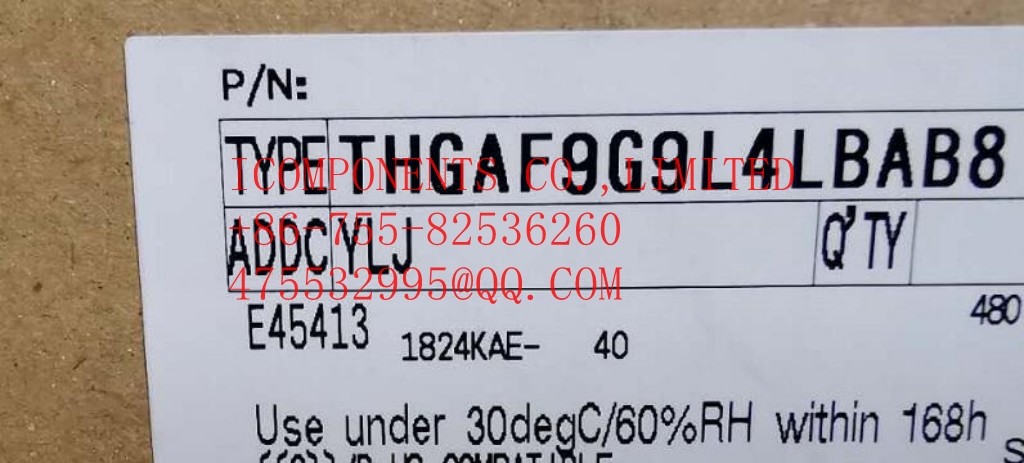 P/N:
TYPE THGAF9G9L4LBAB8
ICOMPONENTS CO.,LIMITED
+86-755-82536260
ADDC YLJ Q'TY
475532995@QQ.COM
E45413 480
1824KAE- 40
Use under 30degC/60%RH within 168h
COMPATIBLE